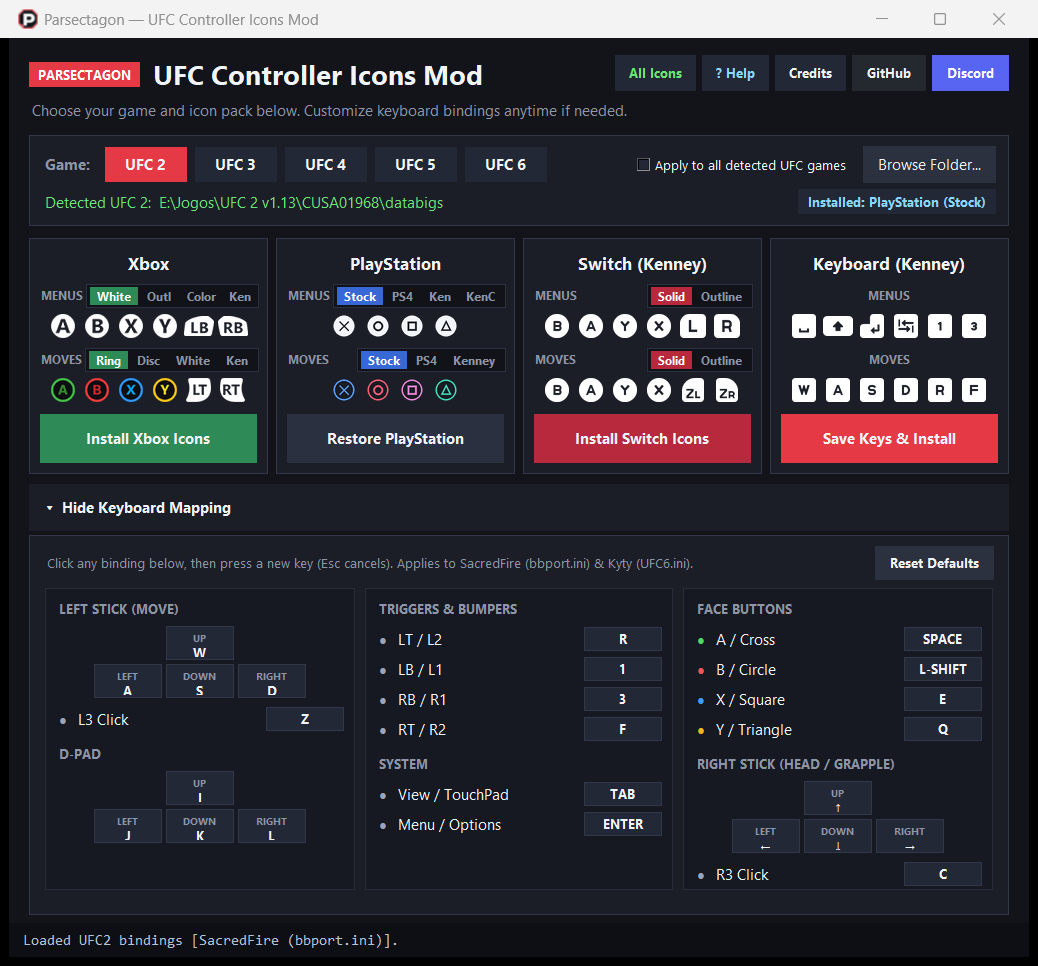 Parsectagon — UFC Controller Icons Mod
PARSECTAGON UFC Controller Icons Mod All Icons ? Help Credits GitHub Discord
Choose your game and icon pack below. Customize keyboard bindings anytime if needed.
Game: UFC 2 UFC 3 UFC 4 UFC 5 UFC 6 Apply to all detected UFC games Browse Folder...
Detected UFC 2: E:\Jogos\UFC 2 v1.13\CUSA01968\databigs Installed: PlayStation (Stock)
Xbox
MENUS White Outl Color Ken
A B X Y LB RB
MOVES Ring Disc White Ken
A B X Y LT RT
Install Xbox Icons
PlayStation
MENUS Stock PS4 Ken KenC
MOVES Stock PS4 Kenney
Restore PlayStation
Switch (Kenney)
MENUS Solid Outline
B A Y X L R
MOVES Solid Outline
B A Y X ZL ZR
Install Switch Icons
Keyboard (Kenney)
MENUS
1 3
MOVES
W A S D R F
Save Keys & Install
Hide Keyboard Mapping
Click any binding below, then press a new key (Esc cancels). Applies to SacredFire (bbport.ini) & Kyty (UFC6.ini). Reset Defaults
LEFT STICK (MOVE)
UP
W
LEFT DOWN RIGHT
A S D
L3 Click Z
D-PAD
UP
I
LEFT DOWN RIGHT
J K L
TRIGGERS & BUMPERS
LT / L2 R
LB / L1 1
RB / R1 3
RT / R2 F
SYSTEM
View / TouchPad TAB
Menu / Options ENTER
FACE BUTTONS
A / Cross SPACE
B / Circle L-SHIFT
X / Square E
Y / Triangle Q
RIGHT STICK (HEAD / GRAPPLE)
UP
↑
LEFT DOWN RIGHT
← ↓ →
R3 Click C
Loaded UFC2 bindings [SacredFire (bbport.ini)].